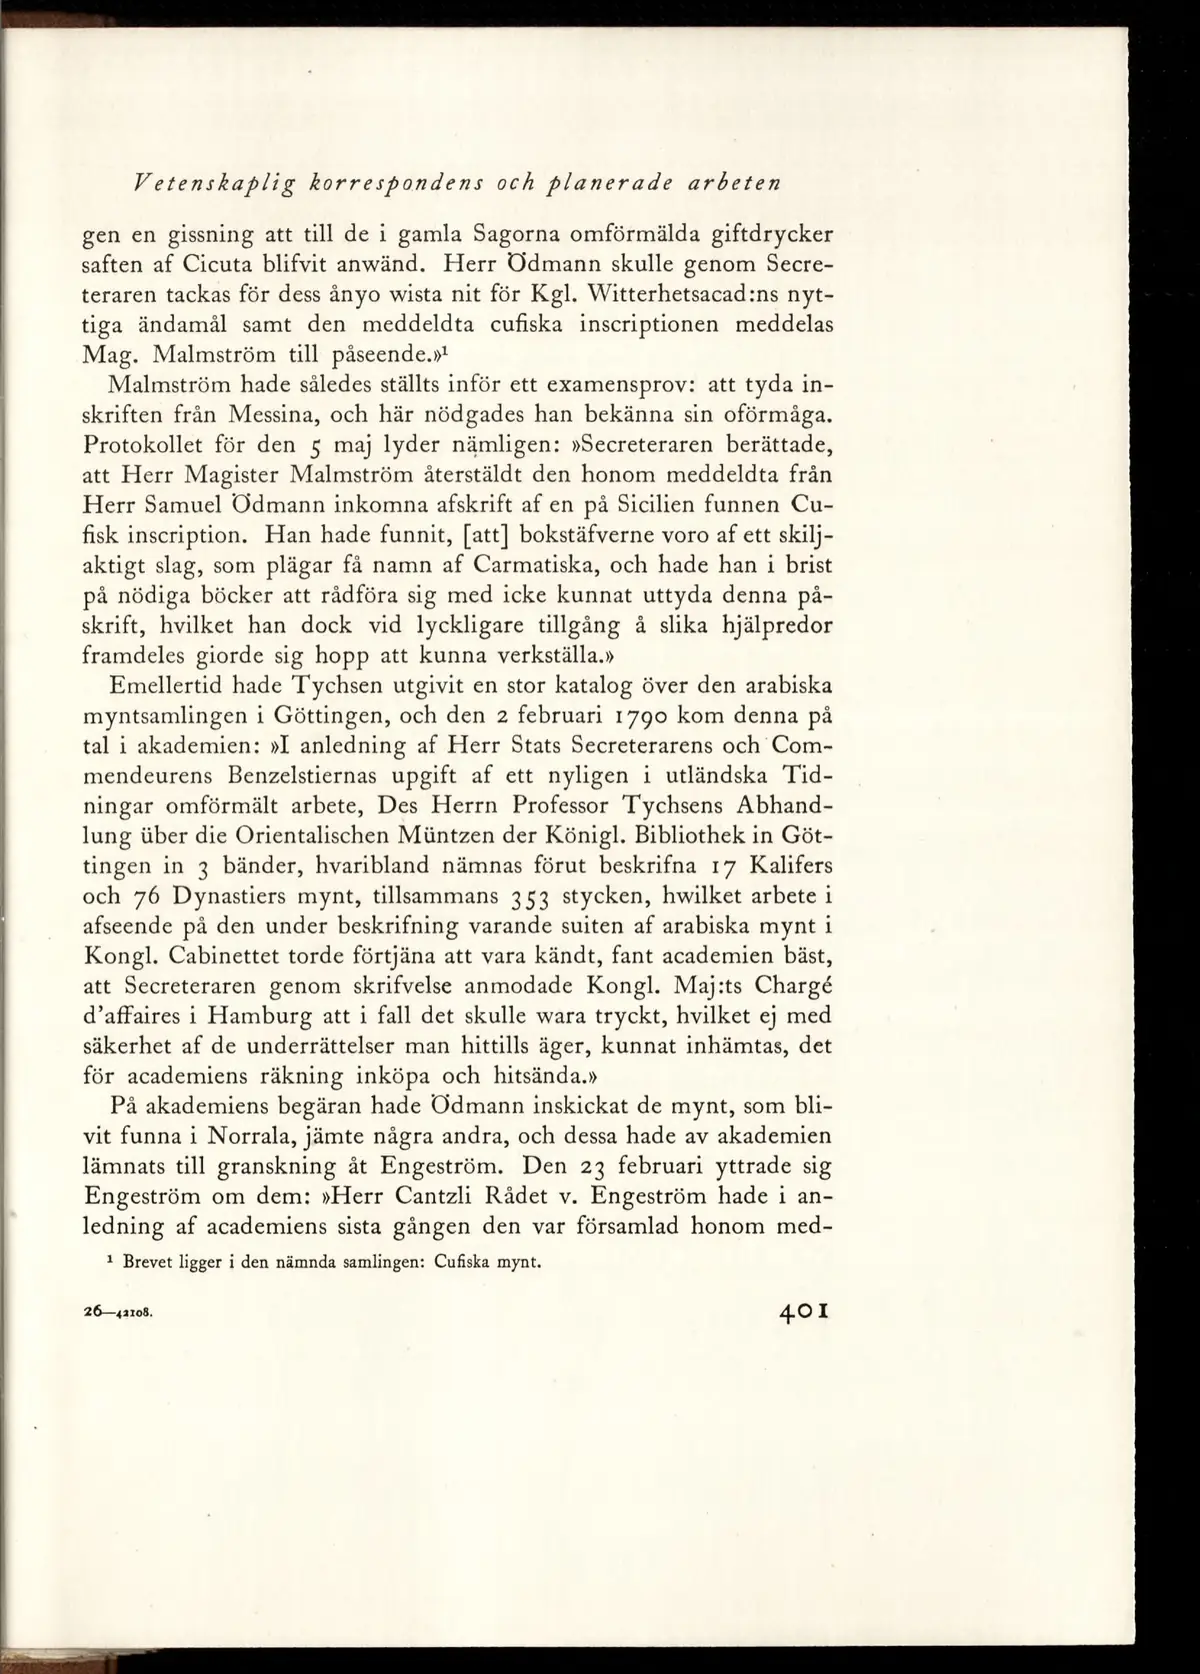 Vetenskaplig korrespondens och planerade arbeten
gen en gissning att till de i gamla Sagorna omförmälda giftdrycker
saften af Cicuta blifvit anwänd. Herr Ödmann skulle genom Secre-
teraren tackas för dess ånyo wista nit för Kgl. Witterhetsacad:ns nyt-
tiga ändamål samt den meddeldta cufiska inscriptionen meddelas
Mag. Malmström till påseende.»¹
Malmström hade således ställts inför ett examensprov: att tyda in-
skriften från Messina, och här nödgades han bekänna sin oförmåga.
Protokollet för den 5 maj lyder nämligen: »Secreteraren berättade,
att Herr Magister Malmström återstäldt den honom meddeldta från
Herr Samuel Ödmann inkomna afskrift af en på Sicilien funnen Cu-
fisk inscription. Han hade funnit, [att] bokstäfverne voro af ett skilj-
aktigt slag, som plägar få namn af Carmatiska, och hade han i brist
på nödiga böcker att rådföra sig med icke kunnat uttyda denna på-
skrift, hvilket han dock vid lyckligare tillgång å slika hjälpredor
framdeles giorde sig hopp att kunna verkställa.»
Emellertid hade Tychsen utgivit en stor katalog över den arabiska
myntsamlingen i Göttingen, och den 2 februari 1790 kom denna på
tal i akademien: »I anledning af Herr Stats Secreterarens och Com-
mendeurens Benzelstiernas upgift af ett nyligen i utländska Tid-
ningar omförmält arbete, Des Herrn Professor Tychsens Abhand-
lung über die Orientalischen Müntzen der Königl. Bibliothek in Göt-
tingen in 3 bänder, hvaribland nämnas förut beskrifna 17 Kalifers
och 76 Dynastiers mynt, tillsammans 353 stycken, hwilket arbete i
afseende på den under beskrifning varande suiten af arabiska mynt i
Kongl. Cabinettet torde förtjäna att vara kändt, fant academien bäst,
att Secreteraren genom skrifvelse anmodade Kongl. Maj:ts Chargé
d'affaires i Hamburg att i fall det skulle wara tryckt, hvilket ej med
säkerhet af de underrättelser man hittills äger, kunnat inhämtas, det
för academiens räkning inköpa och hitsända.»
På akademiens begäran hade Ödmann inskickat de mynt, som bli-
vit funna i Norrala, jämte några andra, och dessa hade av akademien
lämnats till granskning åt Engeström. Den 23 februari yttrade sig
Engeström om dem: »Herr Cantzli Rådet v. Engeström hade i an-
ledning af academiens sista gången den var församlad honom med-
¹ Brevet ligger i den nämnda samlingen: Cufiska mynt.
26—42108.
401